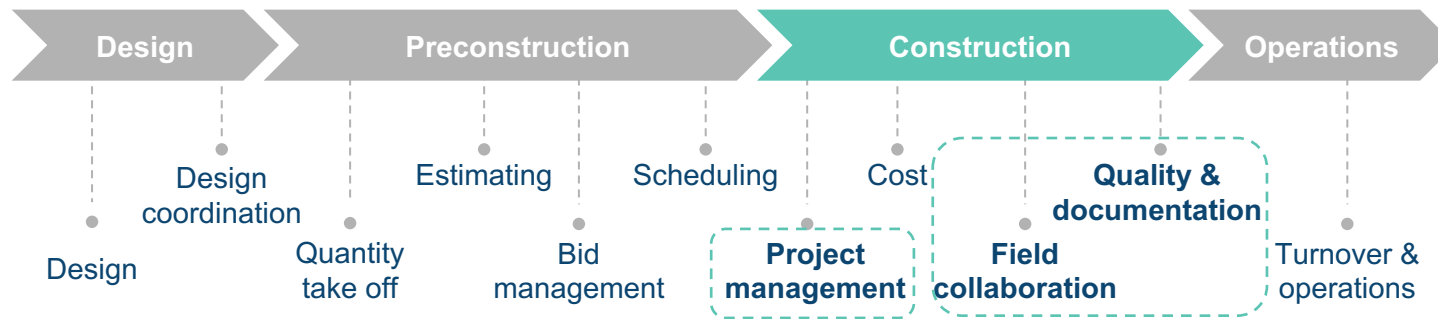 Design
Preconstruction
Construction
Operations
Design
Design
coordination
Quantity
take off
Estimating
Bid
management
Scheduling
Project
management
Cost
Field
collaboration
Quality &
documentation
Turnover &
operations